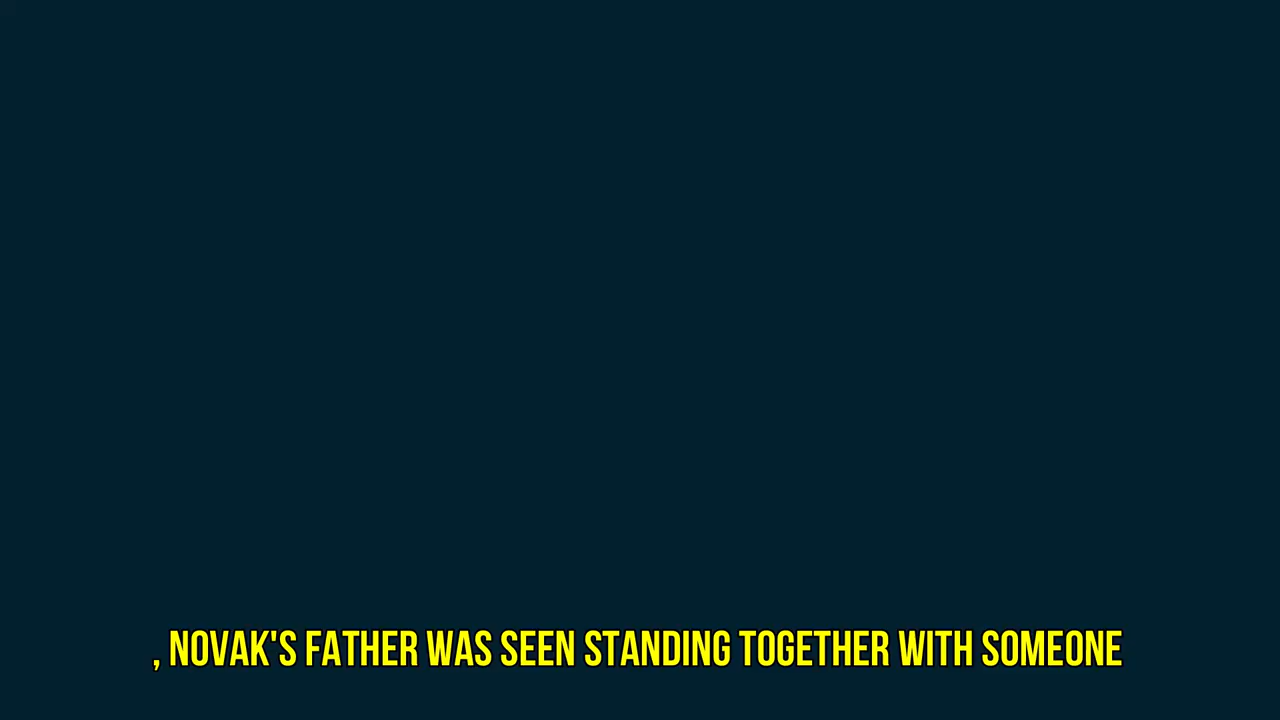 , NOVAK'S FATHER WAS SEEN STANDING TOGETHER WITH SOMEONE